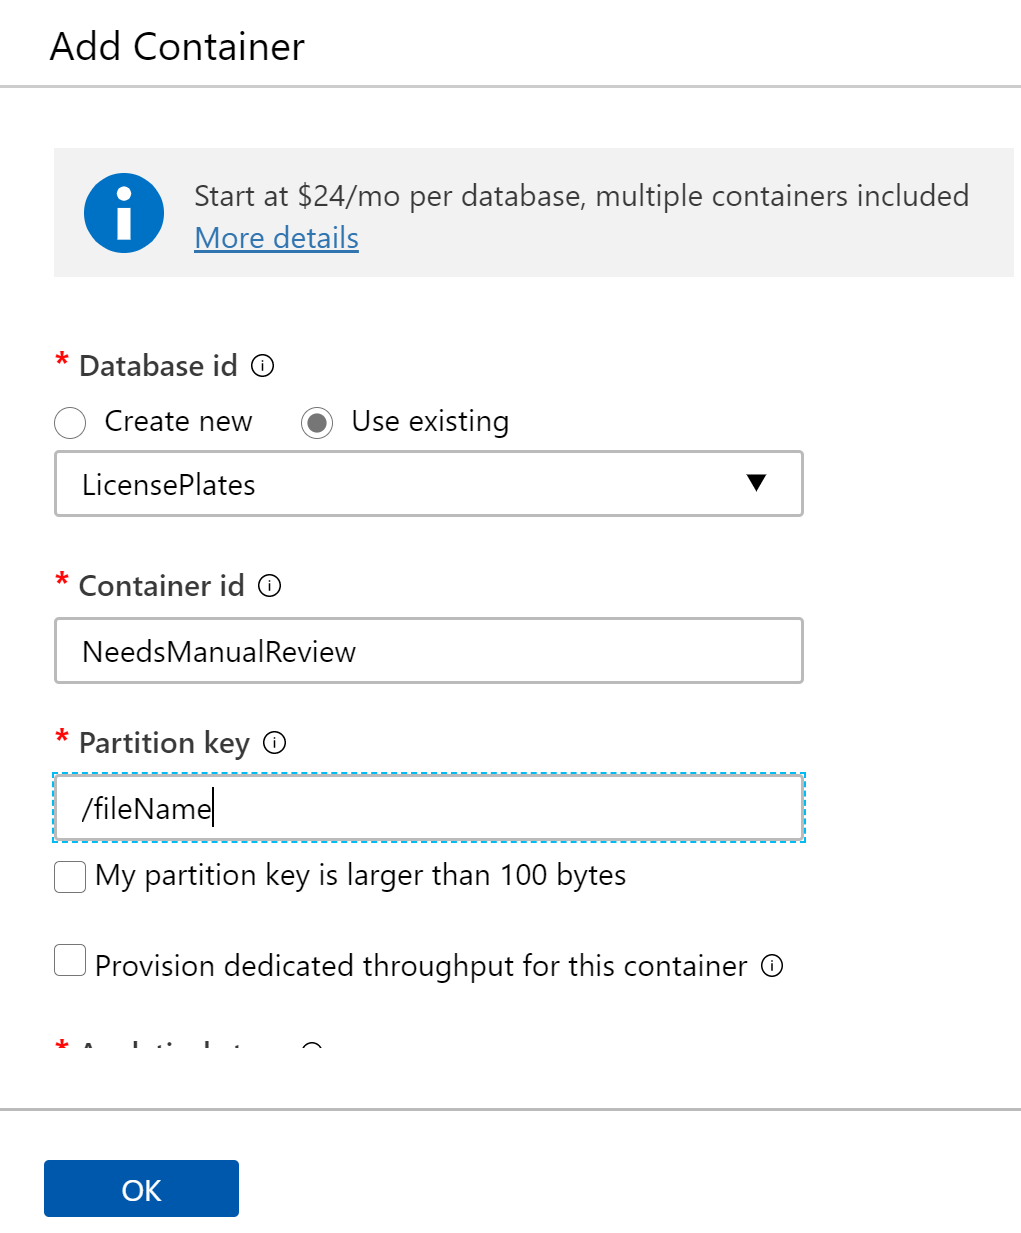 Add Container
Start at $24/mo per database, multiple containers included
More details
* Database id
Create new Use existing
LicensePlates
* Container id
NeedsManualReview
* Partition key
/fileName
My partition key is larger than 100 bytes
Provision dedicated throughput for this container
*
OK